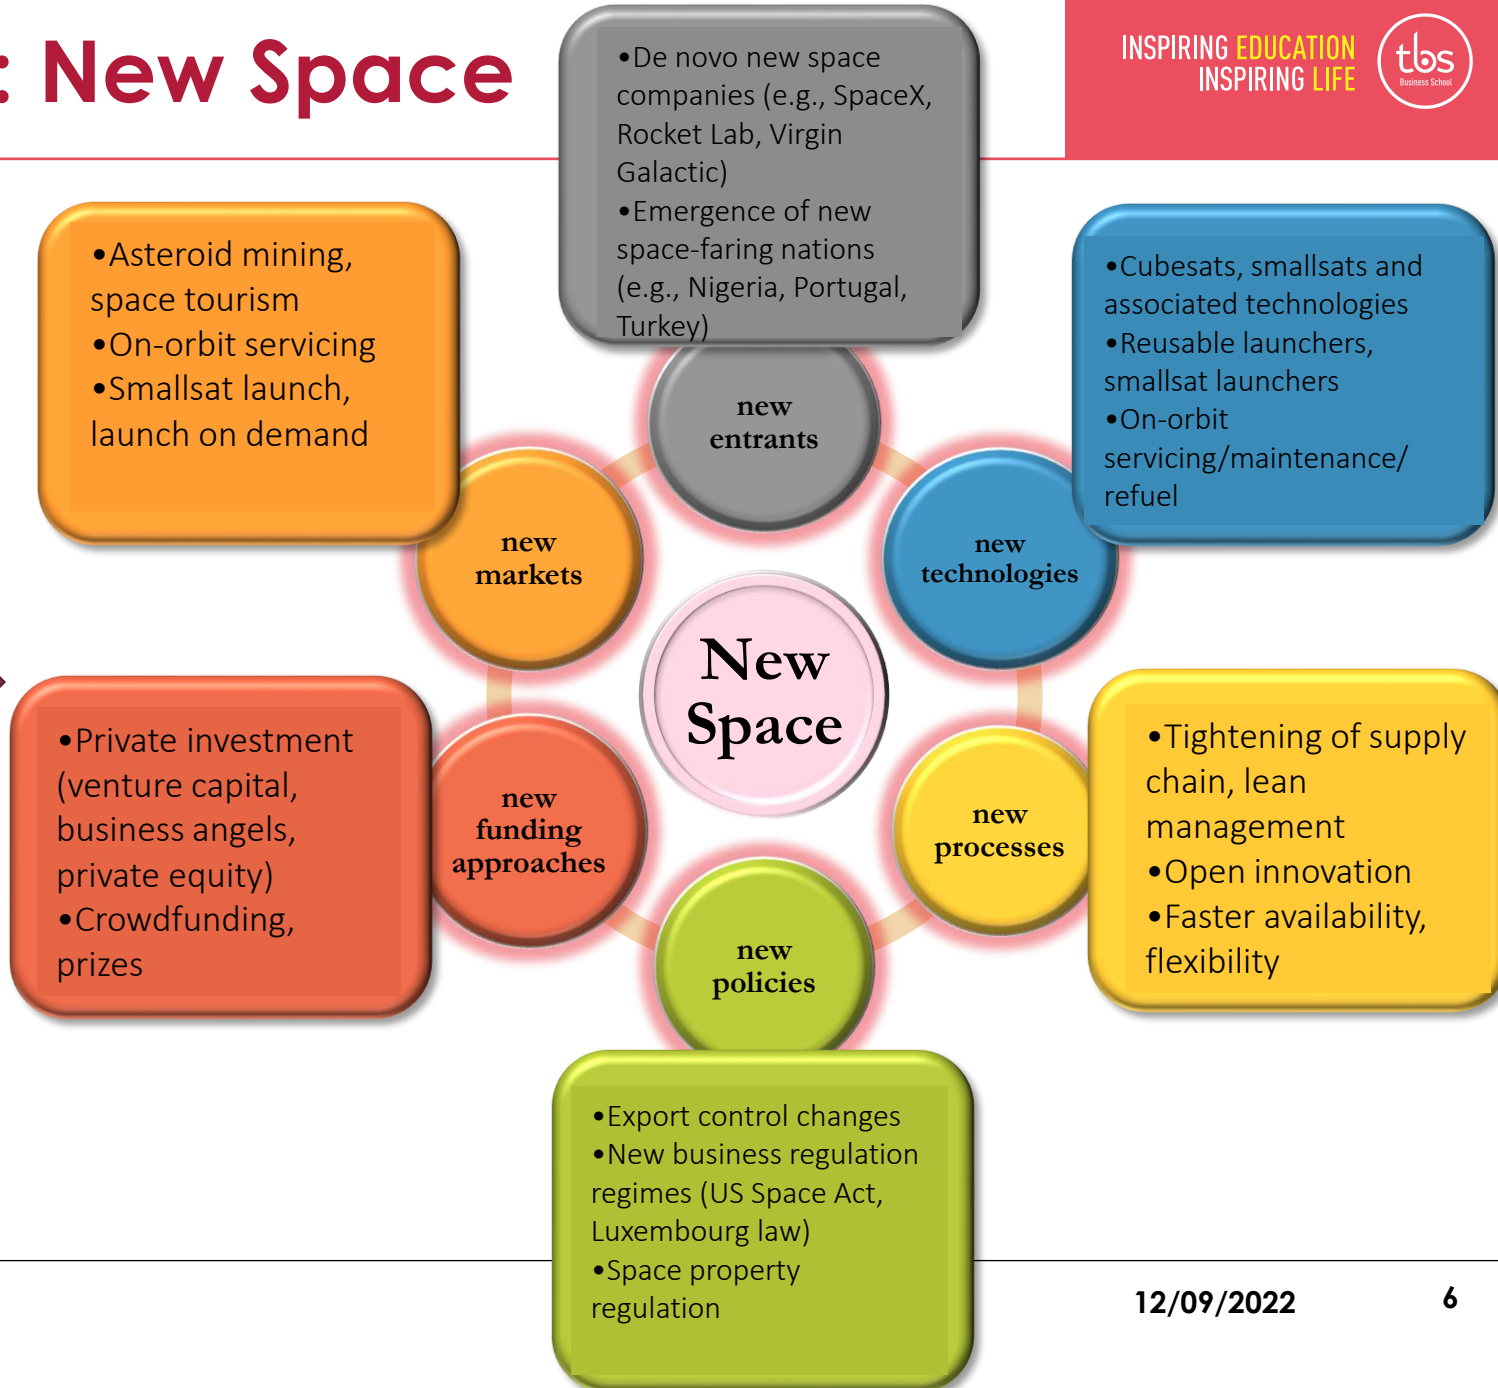 : New Space
INSPIRING EDUCATION
INSPIRING LIFE
tbs
Business School
•De novo new space
companies (e.g., SpaceX,
Rocket Lab, Virgin
Galactic)
•Emergence of new
space-faring nations
(e.g., Nigeria, Portugal,
Turkey)
•Asteroid mining,
space tourism
•On-orbit servicing
•Smallsat launch,
launch on demand
•Cubesats, smallsats and
associated technologies
•Reusable launchers,
smallsat launchers
•On-orbit
servicing/maintenance/
refuel
new
entrants
new
markets
new
technologies
New
Space
•Private investment
(venture capital,
business angels,
private equity)
•Crowdfunding,
prizes
new
funding
approaches
new
processes
•Tightening of supply
chain, lean
management
•Open innovation
•Faster availability,
flexibility
new
policies
•Export control changes
•New business regulation
regimes (US Space Act,
Luxembourg law)
•Space property
regulation
12/09/2022
6